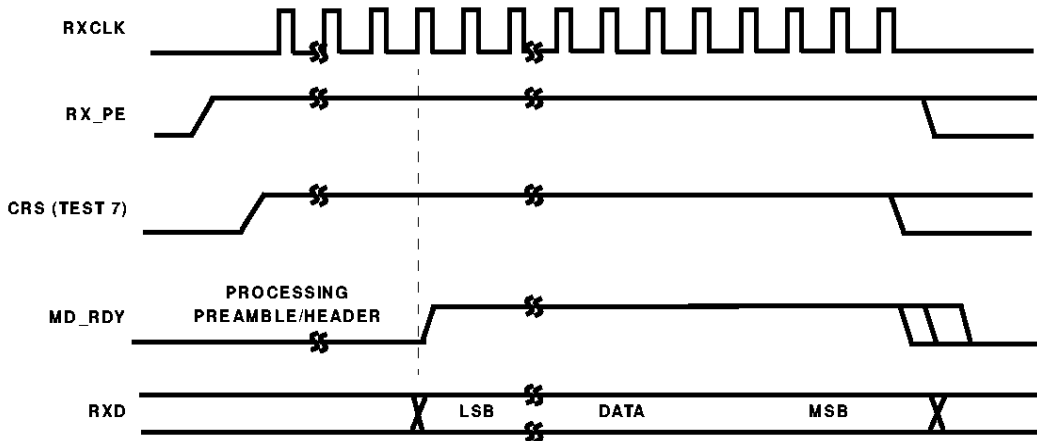 RXCLK
RX_PE
CRS (TEST 7)
PROCESSING
PREAMBLE/HEADER
MD_RDY
RXD
LSB
DATA
MSB